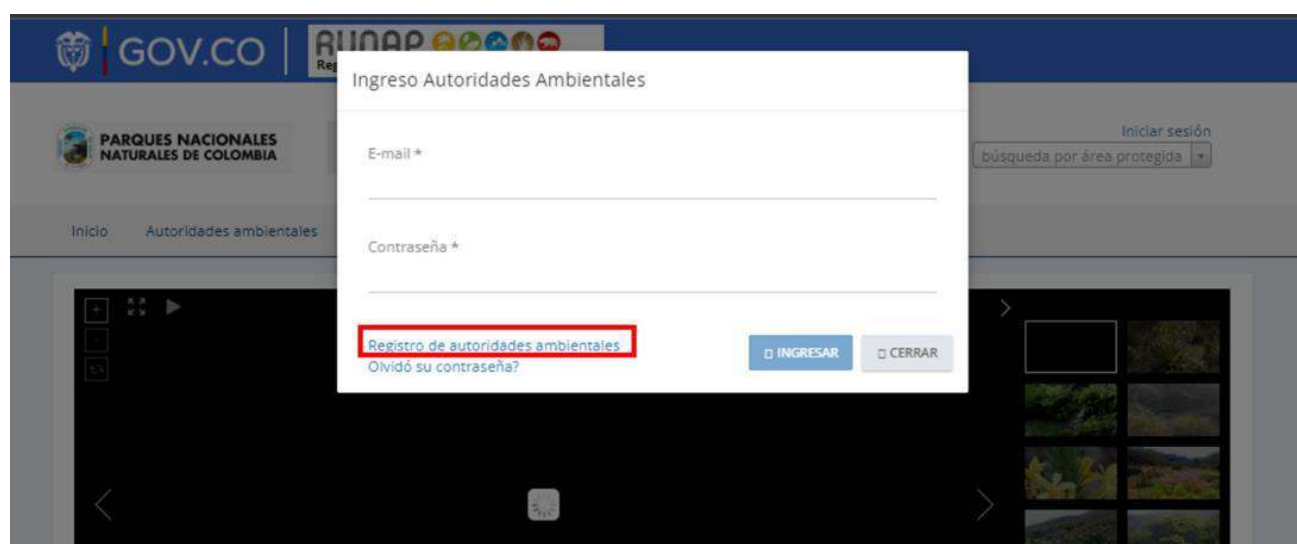 GOV.CO
RUNAP
Reg
Ingreso Autoridades Ambientales
PARQUES NACIONALES
NATURALES DE COLOMBIA
E-mail *
Iniciar sesión
búsqueda por área protegida
Inicio
Autoridades ambientales
Contraseña *
Registro de autoridades ambientales
Olvidó su contraseña?
INGRESAR
CERRAR